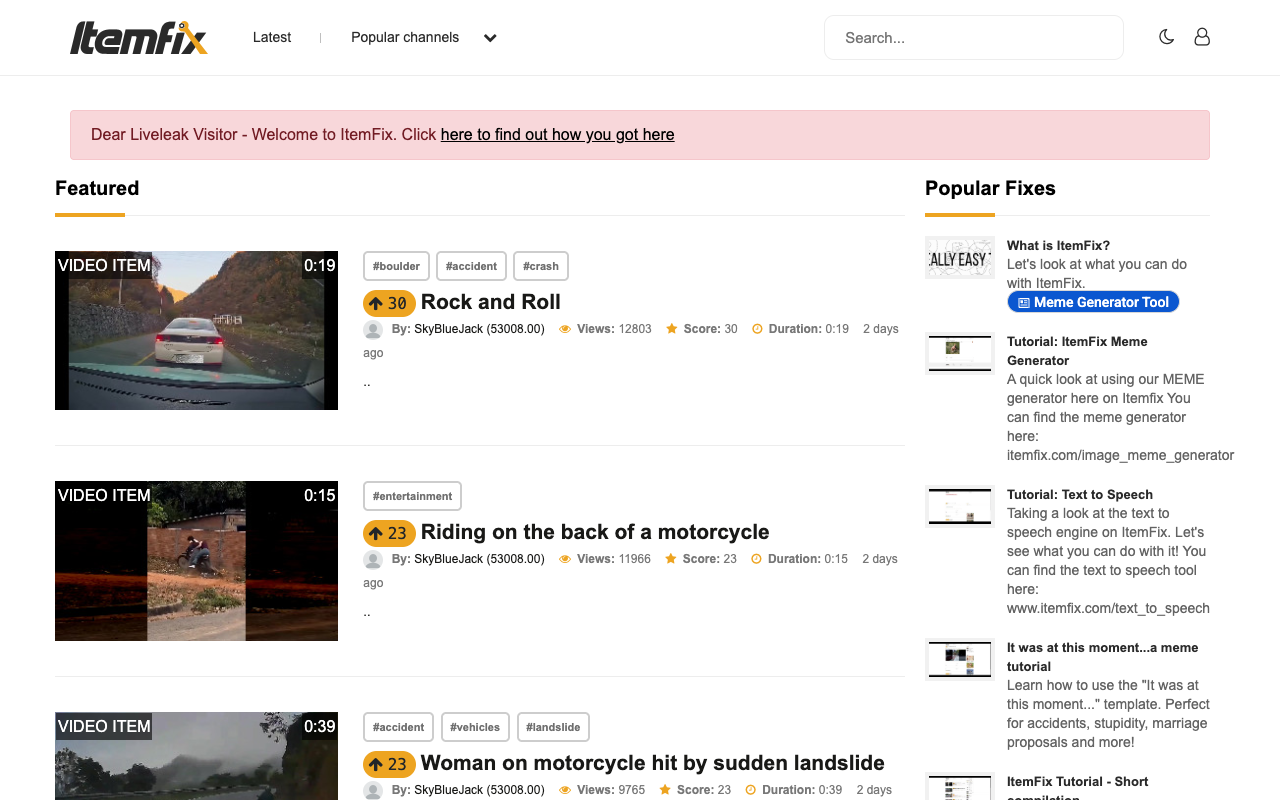 Itemfix
Latest
Popular channels
Search...
Dear Liveleak Visitor - Welcome to ItemFix. Click here to find out how you got here
Featured
VIDEO ITEM 0:19
#boulder #accident #crash
30 Rock and Roll
By: SkyBlueJack (53008.00) Views: 12803 Score: 30 Duration: 0:19 2 days
ago
..
VIDEO ITEM 0:15
#entertainment
23 Riding on the back of a motorcycle
By: SkyBlueJack (53008.00) Views: 11966 Score: 23 Duration: 0:15 2 days
ago
..
VIDEO ITEM 0:39
#accident #vehicles #landslide
23 Woman on motorcycle hit by sudden landslide
By: SkyBlueJack (53008.00) Views: 9765 Score: 23 Duration: 0:39 2 days
Popular Fixes
ALLY EASY
What is ItemFix?
Let's look at what you can do
with ItemFix.
Meme Generator Tool
Tutorial: ItemFix Meme
Generator
A quick look at using our MEME
generator here on Itemfix You
can find the meme generator
here:
itemfix.com/image_meme_generator
Tutorial: Text to Speech
Taking a look at the text to
speech engine on ItemFix. Let's
see what you can do with it! You
can find the text to speech tool
here:
www.itemfix.com/text_to_speech
It was at this moment...a meme
tutorial
Learn how to use the "It was at
this moment..." template. Perfect
for accidents, stupidity, marriage
proposals and more!
ItemFix Tutorial - Short
compilation